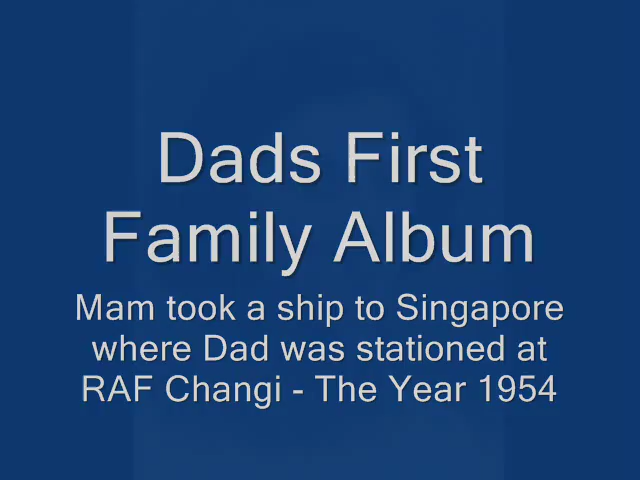 Dads First
Family Album
Mam took a ship to Singapore
where Dad was stationed at
RAF Changi - The Year 1954